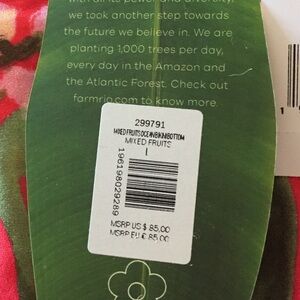 we took another step towards
the future we believe in. We are
planting 1,000 trees per day,
every day in the Amazon and
the Atlantic Forest. Check out
farmrio.com to know more.
299791
MIXED FRUITS OCEAN BIKINI BOTTOM
MIXED FRUITS
L
196198029289
MSRP US $ 85,00
MSRP EU € 85,00